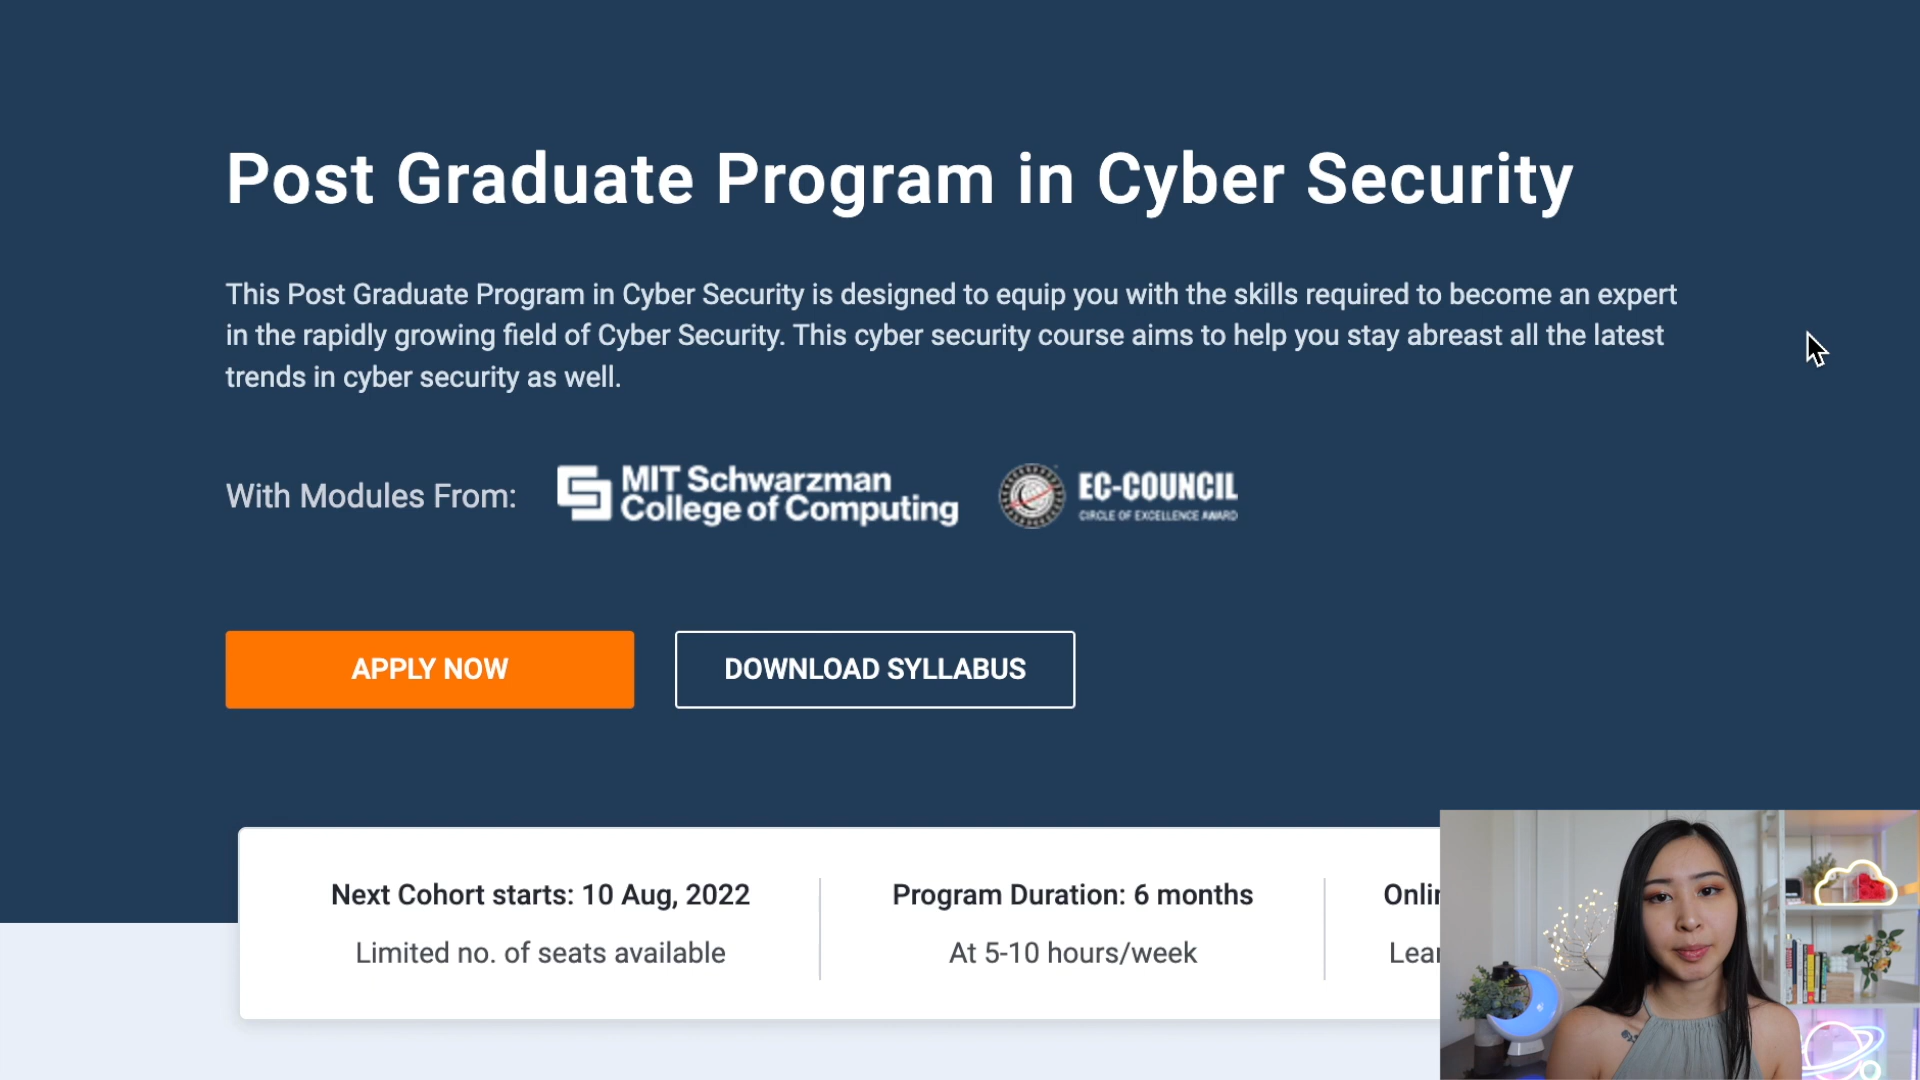 Post Graduate Program in Cyber Security
This Post Graduate Program in Cyber Security is designed to equip you with the skills required to become an expert
in the rapidly growing field of Cyber Security. This cyber security course aims to help you stay abreast all the latest
trends in cyber security as well.
With Modules From:
MIT Schwarzman
College of Computing
EC-COUNCIL
CIRCLE OF EXCELLENCE AWARD
APPLY NOW
DOWNLOAD SYLLABUS
Next Cohort starts: 10 Aug, 2022
Limited no. of seats available
Program Duration: 6 months
At 5-10 hours/week